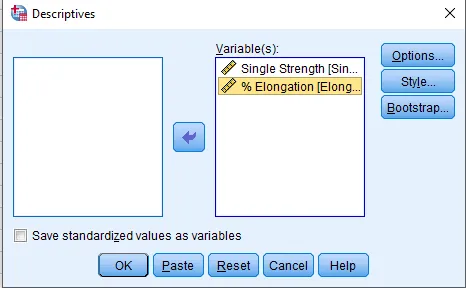 Descriptives
Variable(s):
Single Strength [Sin...
% Elongation [Elong...
Options...
Style...
Bootstrap...
Save standardized values as variables
OK Paste Reset Cancel Help